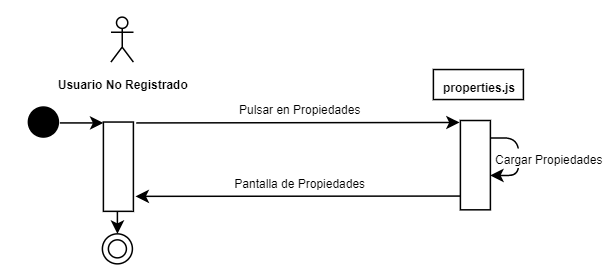 Usuario No Registrado
properties.js
Pulsar en Propiedades
Cargar Propiedades
Pantalla de Propiedades